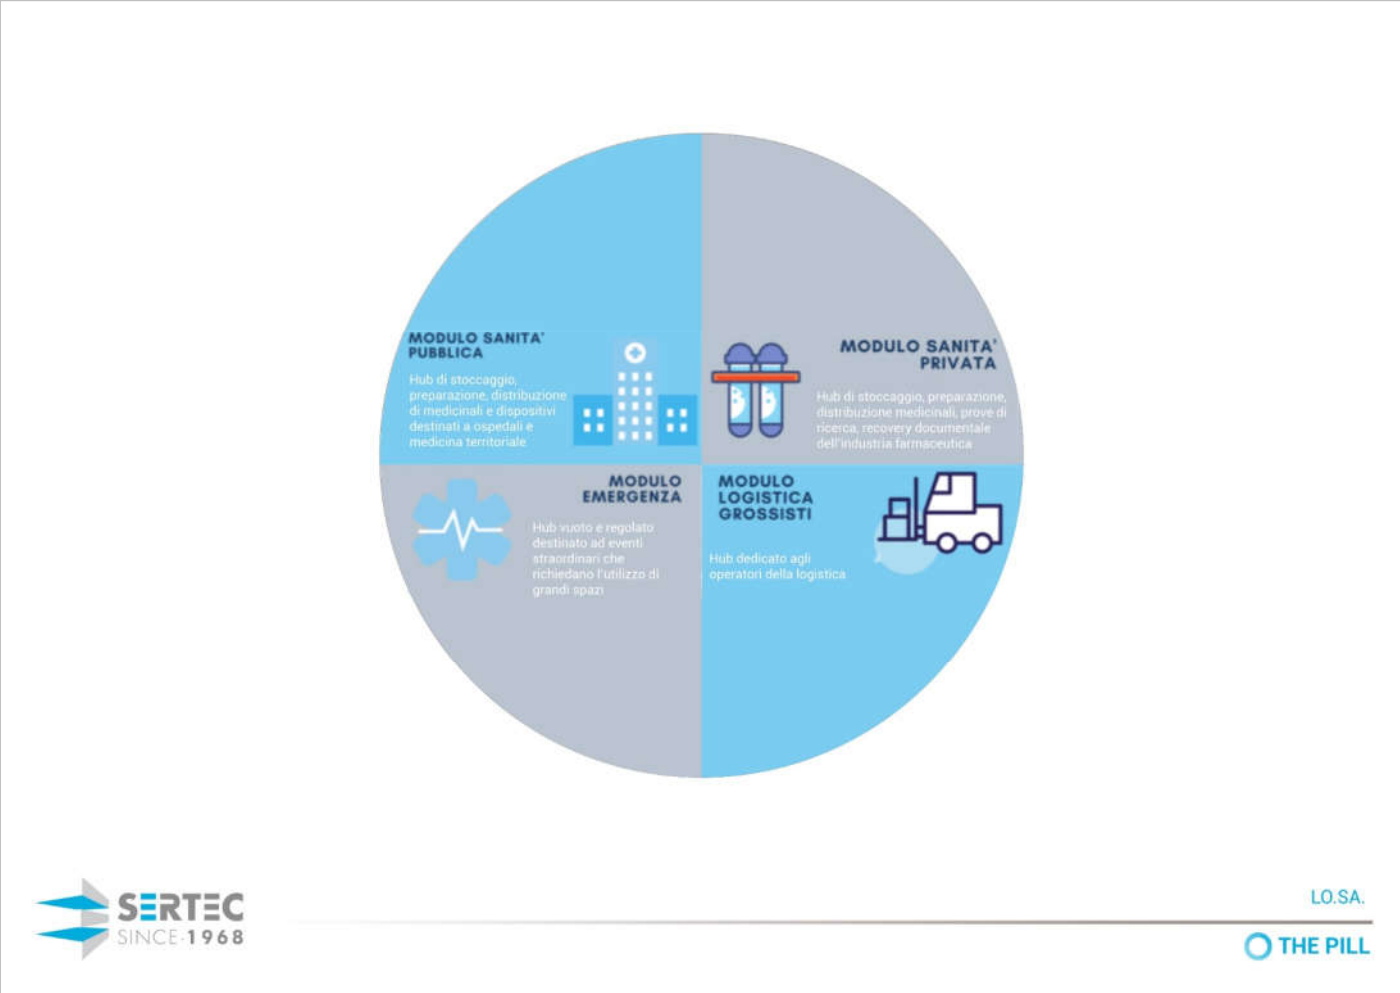 MODULO SANITA'
PUBBLICA
Hub di stoccaggio,
preparazione, distribuzione
di medicinali e dispositivi
destinati a ospedali e
medicina territoriale
MODULO SANITA'
PRIVATA
Hub di stoccaggio, preparazione,
distribuzione medicinali, prove di
ricerca, recovery documentale
dell'industria farmaceutica
MODULO
EMERGENZA
Hub vuoto e regolato
destinato ad eventi
straordinari che
richiedano l'utilizzo di
grandi spazi
MODULO
LOGISTICA
GROSSISTI
Hub dedicato agli
operatori della logistica
SERTEC
SINCE·1968
LO.SA.
THE PILL